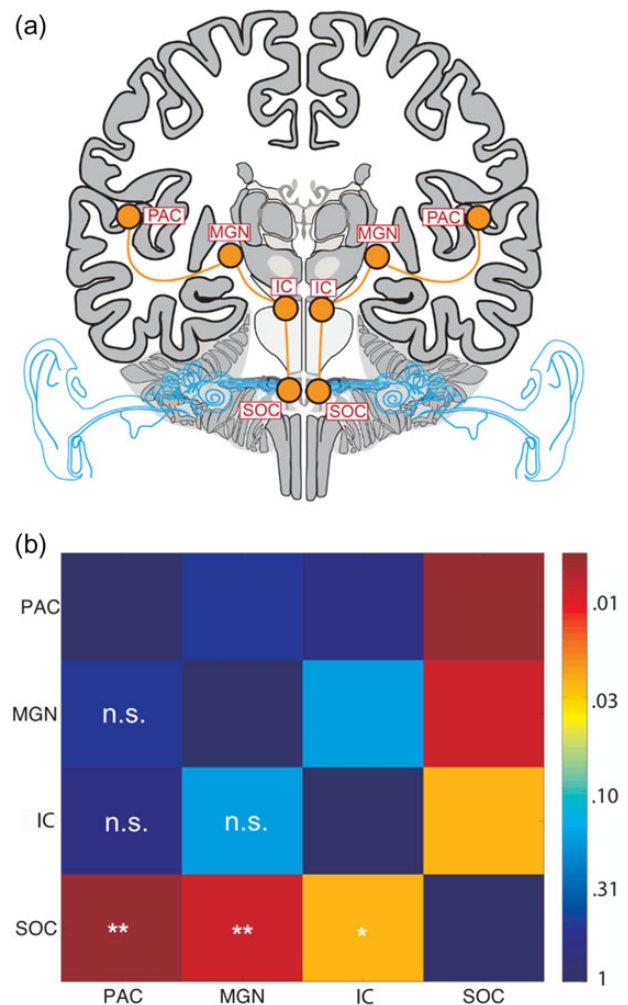 (a)
PAC
MGN
MGN
PAC
IC
IC
SOC
SOC
(b)
PAC
.01
MGN
n.s.
.03
IC
n.s.
n.s.
.10
.31
SOC
**
**
*
1
PAC
MGN
IC
SOC